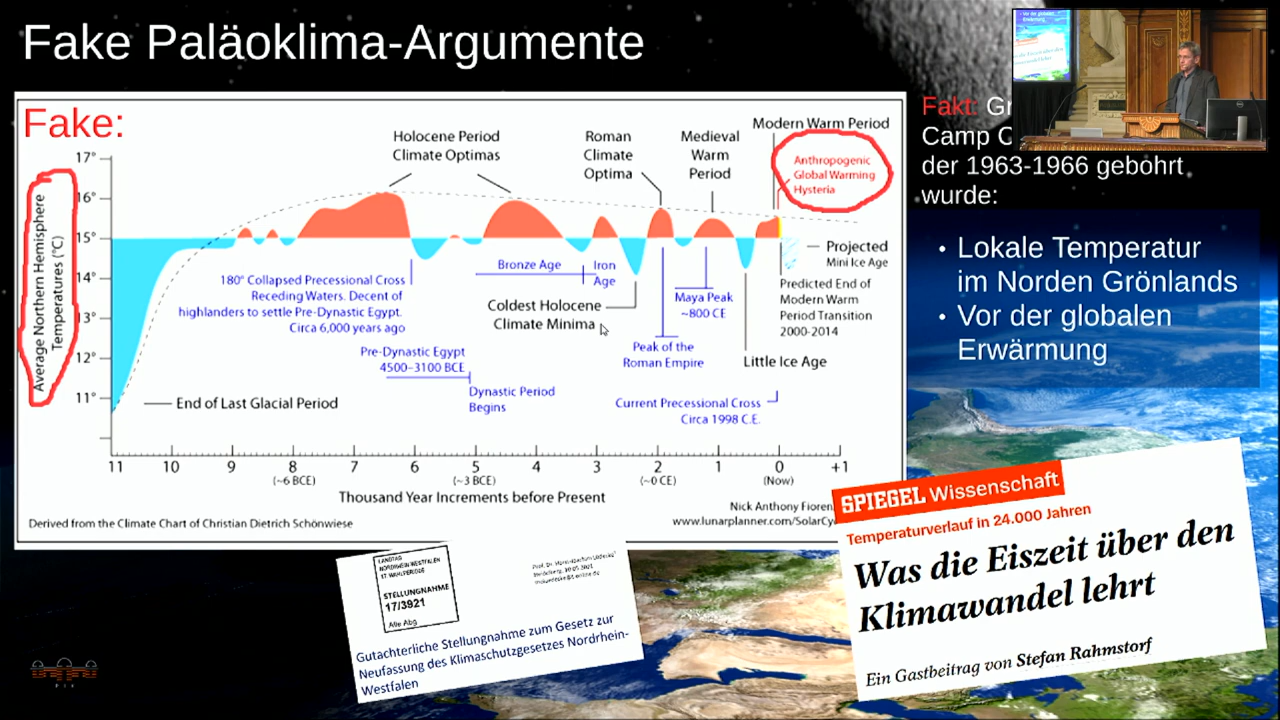 Fake Paläoklima-Argumente
Fake:
Average Northern Hemisphere
Temperatures (°C)
17°
16°
15°
14°
13°
12°
11°
Holocene Period
Climate Optimas
Roman
Climate
Optima
Medieval
Warm
Period
Modern Warm Period
Anthropogenic
Global Warming
Hysteria
Projected
Mini Ice Age
180° Collapsed Precessional Cross
Receding Waters. Decent of
highlanders to settle Pre-Dynastic Egypt.
Circa 6,000 years ago
Bronze Age
Iron
Age
Coldest Holocene
Climate Minima
Maya Peak
~800 CE
Predicted End of
Modern Warm
Period Transition
2000-2014
Peak of the
Roman Empire
Little Ice Age
Pre-Dynastic Egypt
4500–3100 BCE
Dynastic Period
Begins
Current Precessional Cross
Circa 1998 C.E.
End of Last Glacial Period
11 10 9 8 7 6 5 4 3 2 1 0 +1
(~6 BCE) (~3 BCE) (~0 CE) (Now)
Thousand Year Increments before Present
Derived from the Climate Chart of Christian Dietrich Schönwiese
Nick Anthony Fioren
www.lunarplanner.com/SolarCy
Fakt: Gr
Camp C
der 1963-1966 gebohrt
wurde:
• Lokale Temperatur
im Norden Grönlands
• Vor der globalen
Erwärmung
LANDTAG
NORDRHEIN-WESTFALEN
17. WAHLPERIODE
STELLUNGNAHME
17/3921
Alle Abg
Gutachterliche Stellungnahme zum Gesetz zur
Neufassung des Klimaschutzgesetzes Nordrhein-
Westfalen
SPIEGEL Wissenschaft
Temperaturverlauf in 24.000 Jahren
Was die Eiszeit über den
Klimawandel lehrt
Ein Gastbeitrag von Stefan Rahmstorf